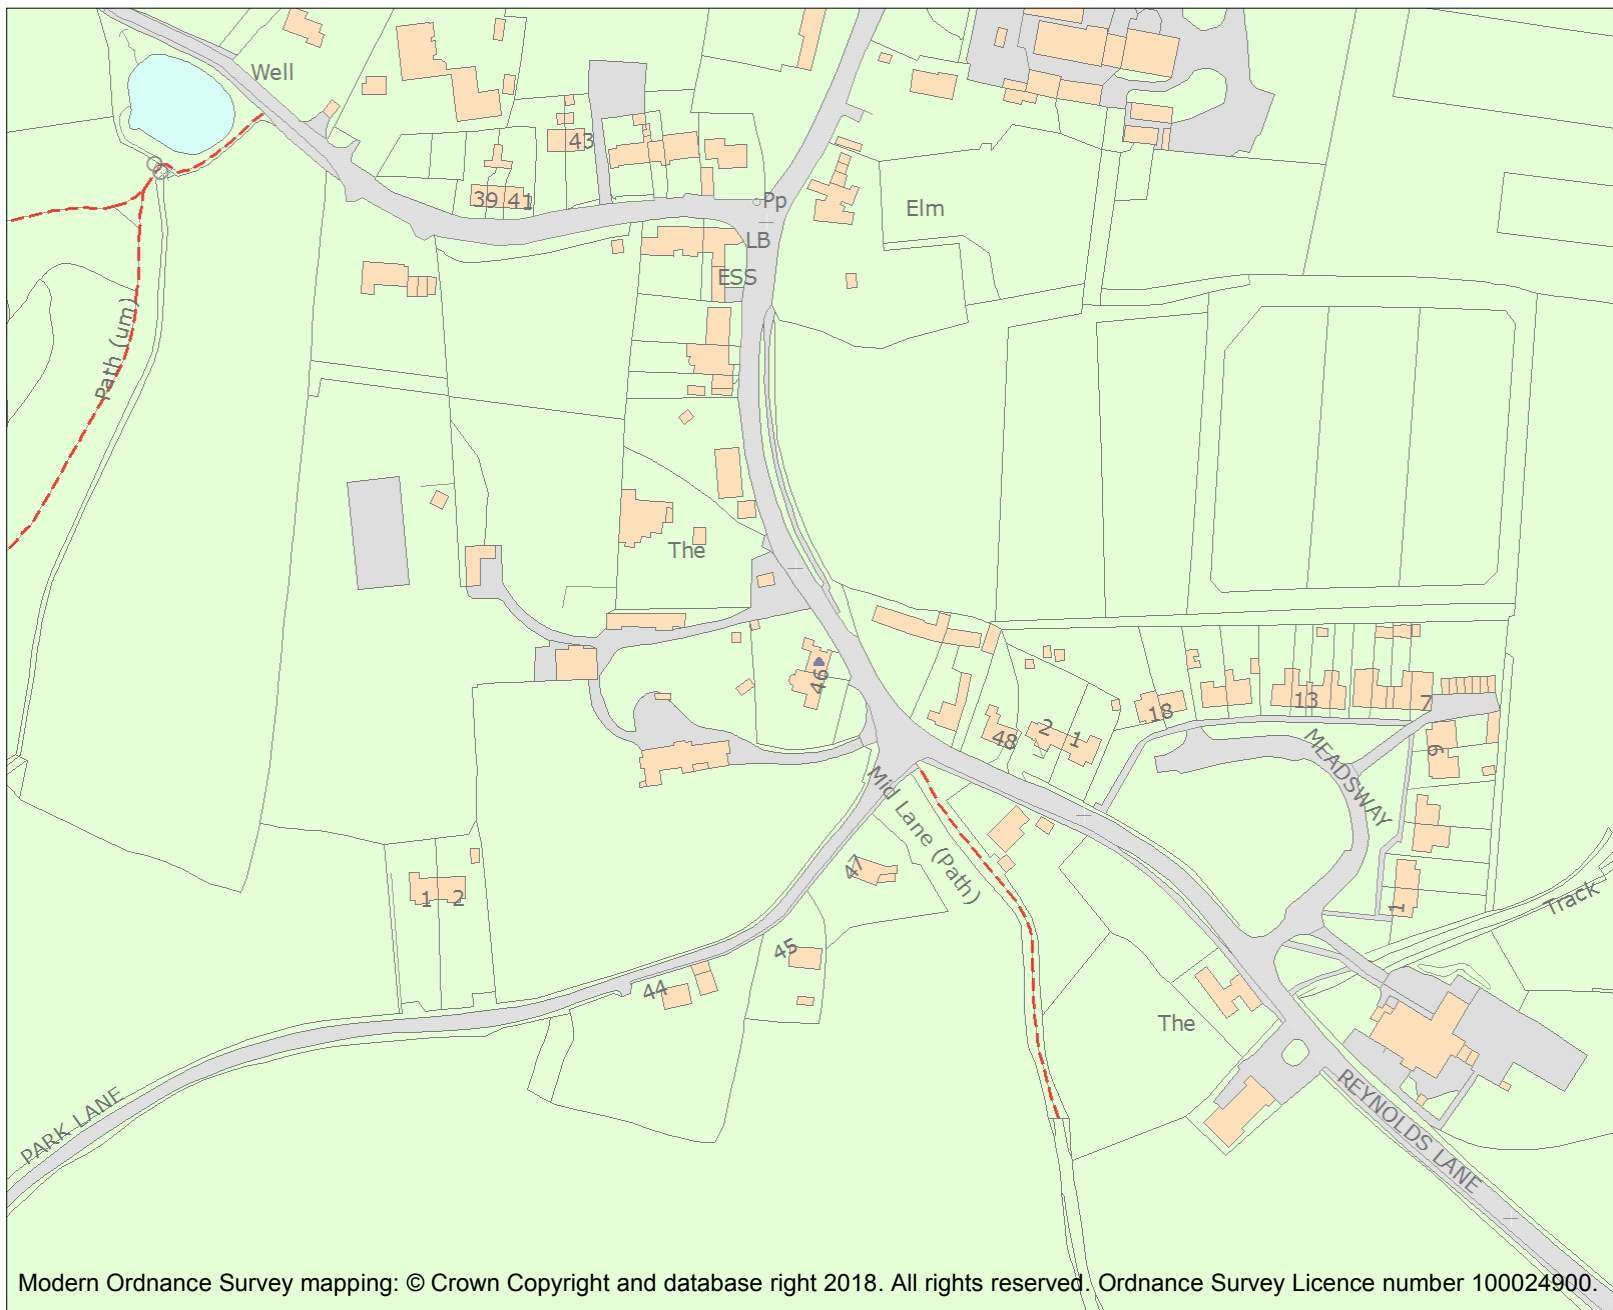 Well
43
39 41
Pp
Elm
LB
ESS
Path (um)
The
46
48
2
1
18
13
7
6
MEADSWAY
Mid Lane (Path)
47
1 2
1
Track
45
44
The
PARK LANE
REYNOLDS LANE
Modern Ordnance Survey mapping: © Crown Copyright and database right 2018. All rights reserved. Ordnance Survey Licence number 100024900.